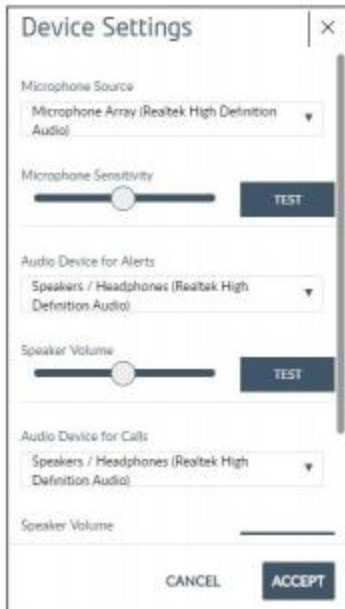 Device Settings
Microphone Source
Microphone Array (Realtek High Definition
Audio)
Microphone Sensitivity
TEST
Audio Device for Alerts
Speakers / Headphones (Realtek High
Definition Audio)
Speaker Volume
TEST
Audio Device for Calls
Speakers / Headphones (Realtek High
Definition Audio)
Speaker Volume
CANCEL
ACCEPT